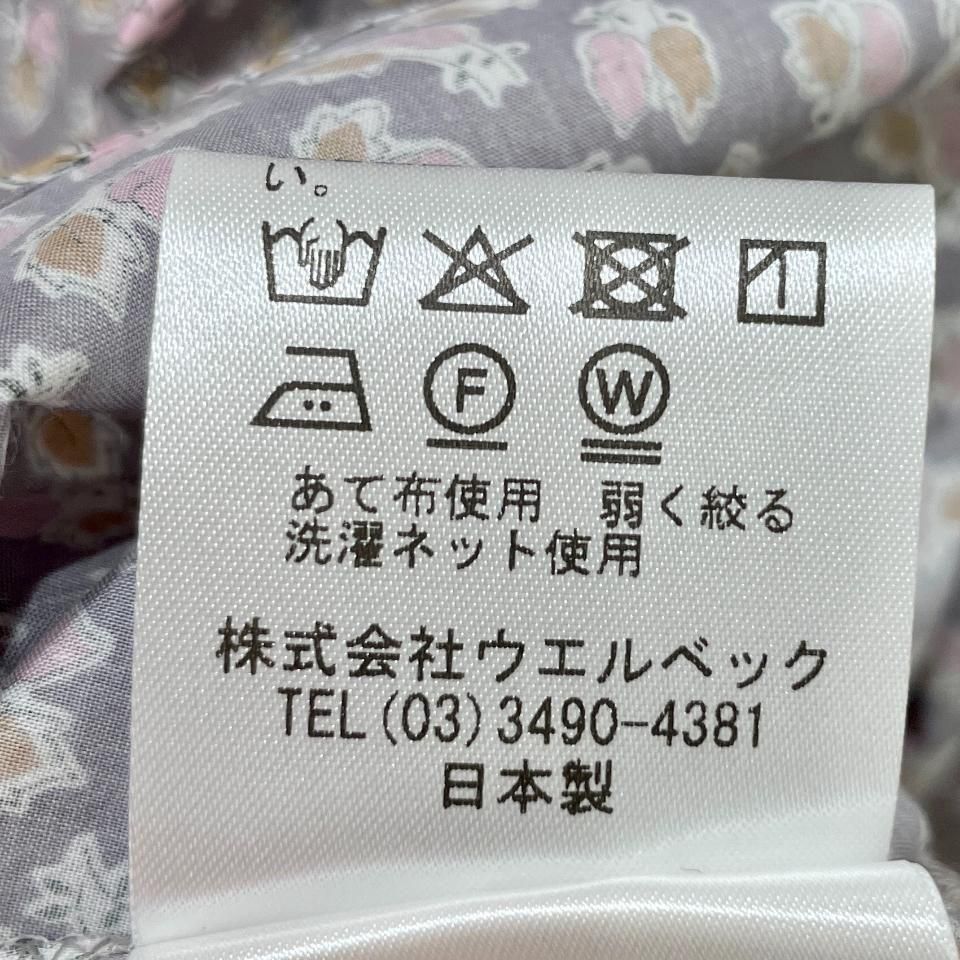 い。
F W
あて布使用 弱く絞る
洗濯ネット使用
株式会社ウエルベック
TEL(03)3490-4381
日本製